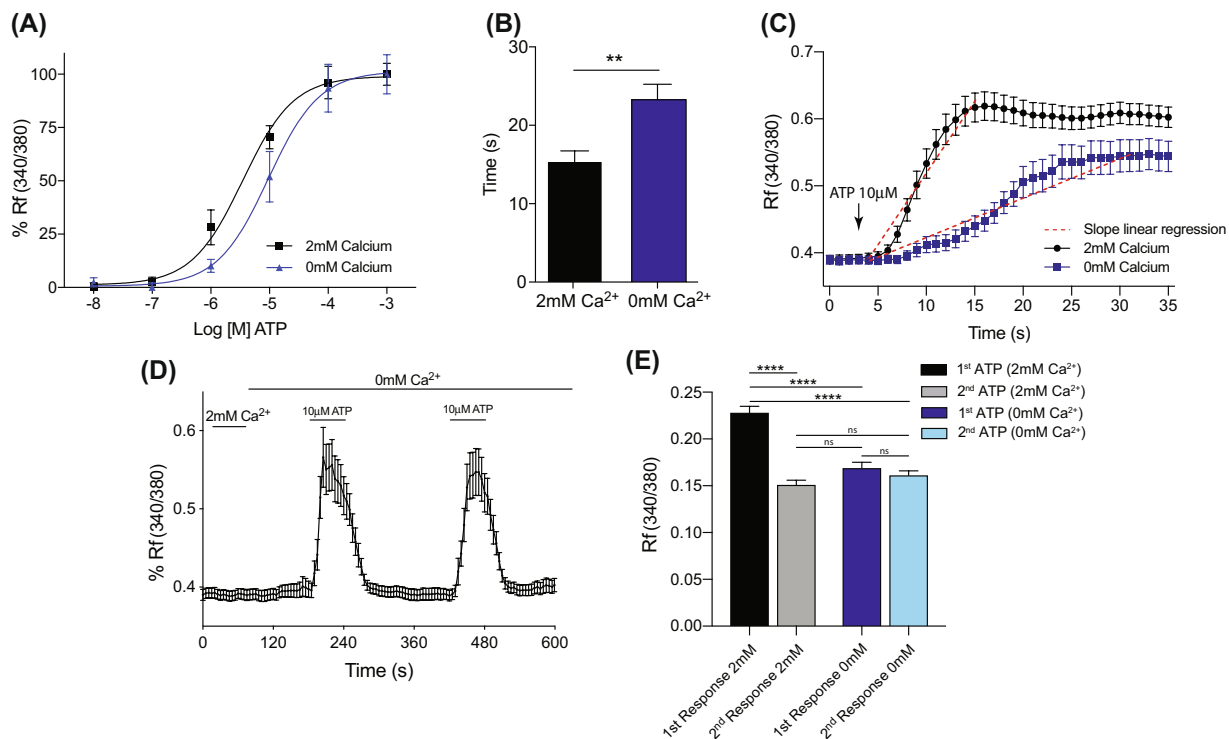 (A)
% Rf (340/380)
100
75
50
25
0
-8 -7 -6 -5 -4 -3
Log [M] ATP
2mM Calcium
0mM Calcium
(B)
Time (s)
30
20
10
0
**
2mM Ca²⁺ 0mM Ca²⁺
(C)
Rf (340/380)
0.6
0.5
0.4
ATP 10μM
Slope linear regression
2mM Calcium
0mM Calcium
0 5 10 15 20 25 30 35
Time (s)
(D)
0mM Ca²⁺
2mM Ca²⁺
10μM ATP
10μM ATP
% Rf (340/380)
0.6
0.5
0.4
0 120 240 360 480 600
Time (s)
(E)
1ˢᵗ ATP (2mM Ca²⁺)
2ⁿᵈ ATP (2mM Ca²⁺)
1ˢᵗ ATP (0mM Ca²⁺)
2ⁿᵈ ATP (0mM Ca²⁺)
****
****
****
ns
ns
ns
Rf (340/380)
0.25
0.20
0.15
0.10
0.05
0.00
1st Response 2mM
2ⁿᵈ Response 2mM
1st Response 0mM
2ⁿᵈ Response 0mM